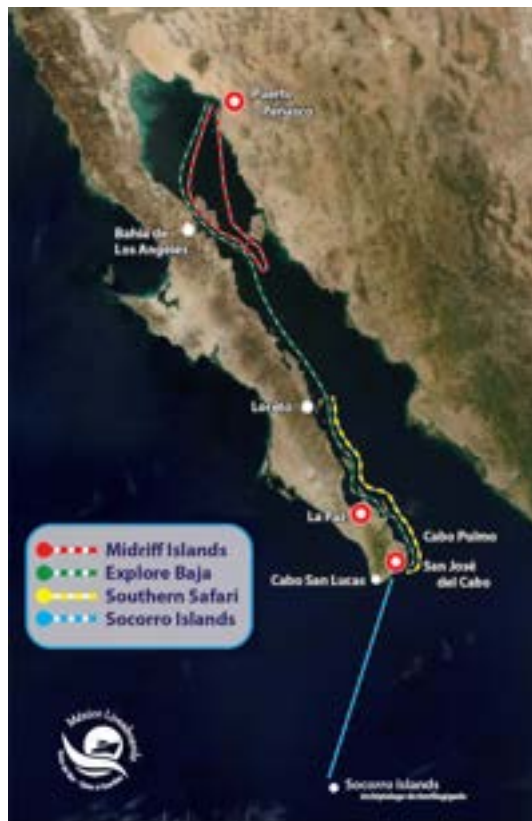 Puerto
Peñasco
Bahia de
Los Angeles
Loreto
La Paz
Cabo Pulmo
San José
del Cabo
Cabo San Lucas
Midriff Islands
Explore Baja
Southern Safari
Socorro Islands
Socorro Islands